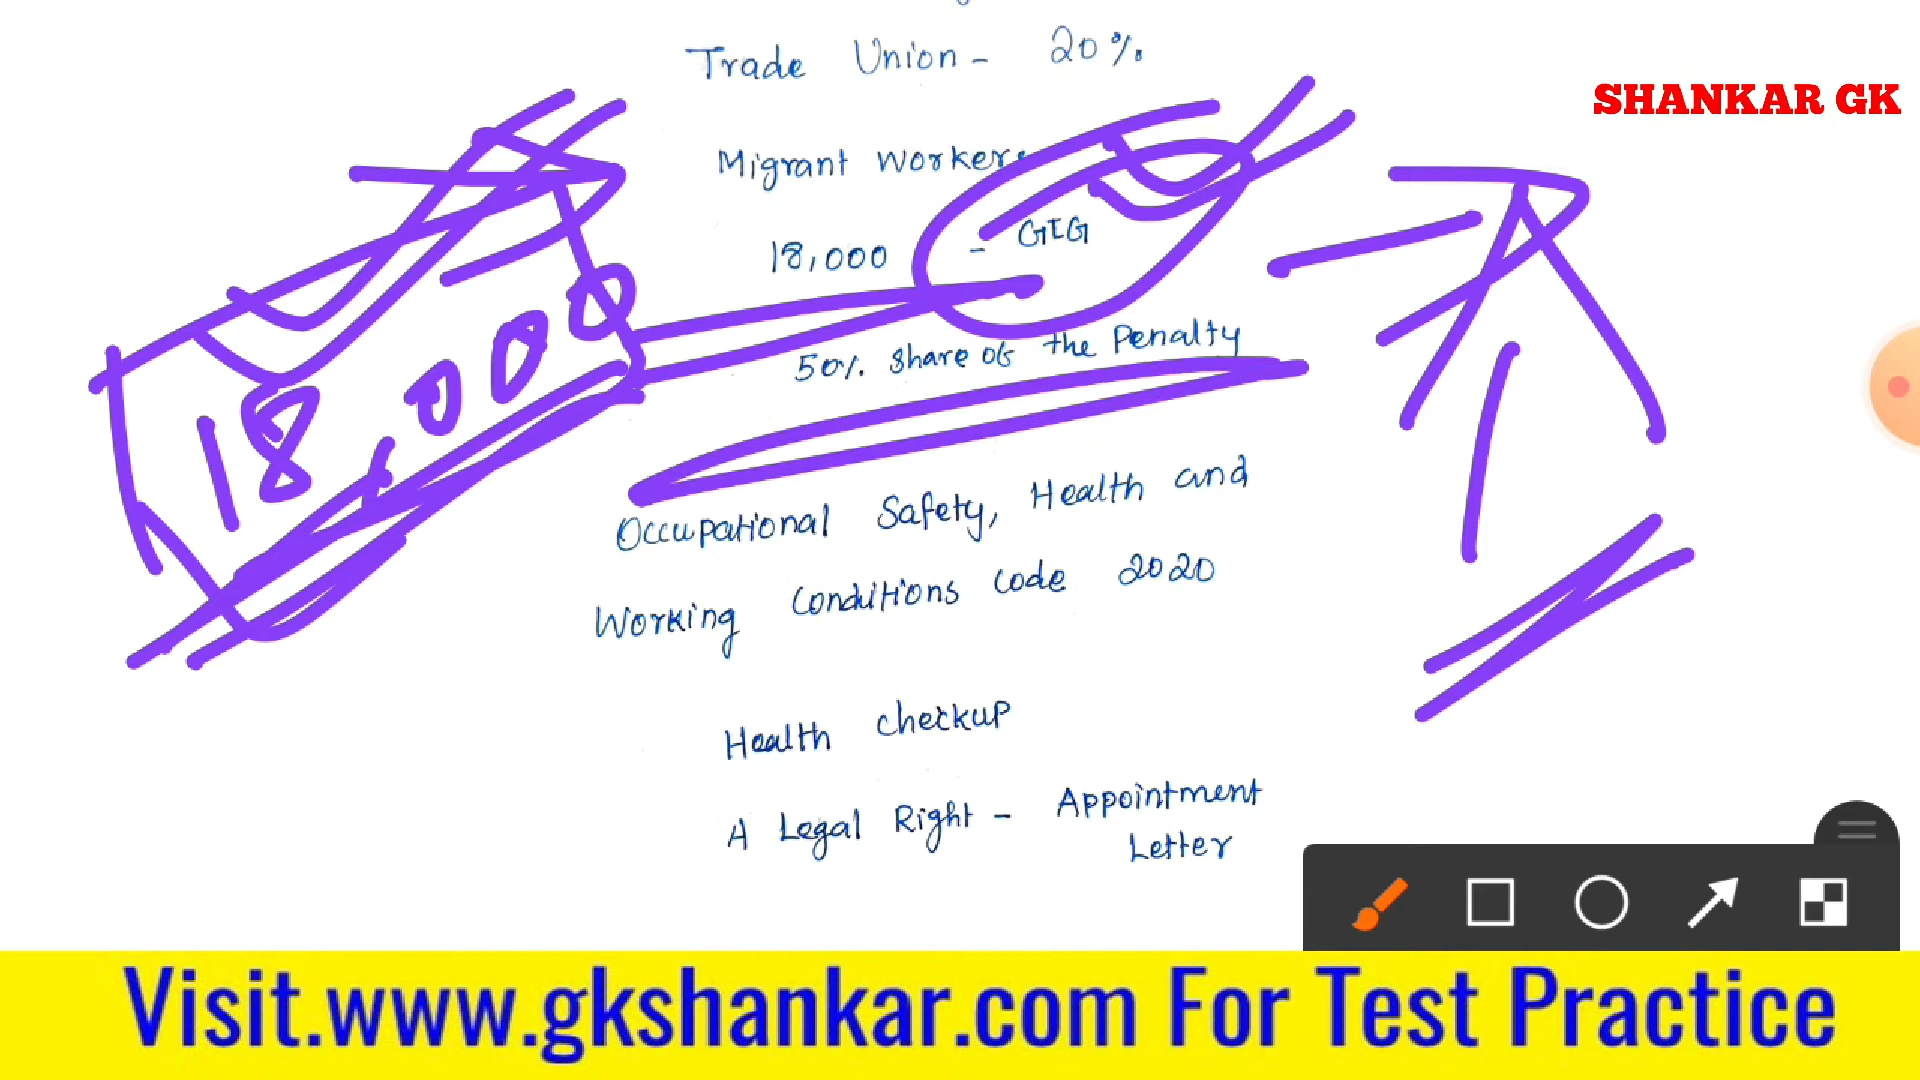 Trade Union - 20%
SHANKAR GK
Migrant Workers
18,000 - GIG
18,000
50% Share of the Penalty
Occupational Safety, Health and
Working Conditions Code 2020
Health Checkup
A Legal Right - Appointment
Letter
Visit.www.gkshankar.com For Test Practice